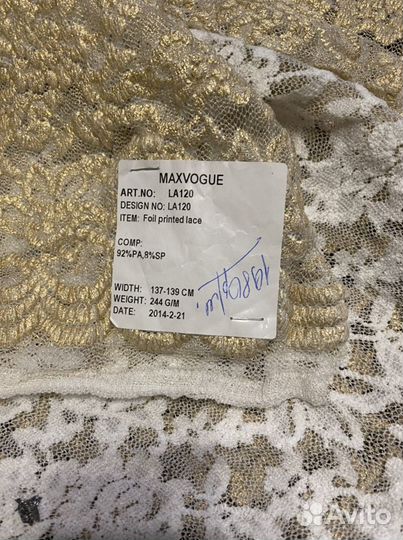 MAXVOGUE
ART.NO: LA120
DESIGN NO: LA120
ITEM: Foil printed lace
COMP:
92%PA,8%SP
WIDTH: 137-139 CM
WEIGHT: 244 G/M
DATE: 2014-2-21
Avito